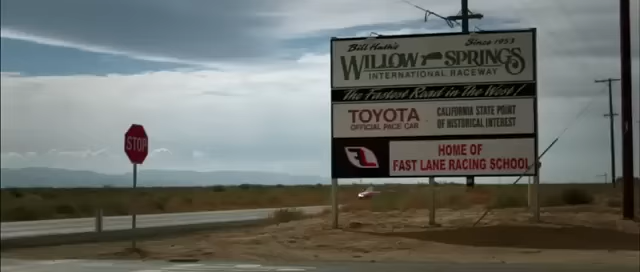 STOP
Bill Huth's Since 1953
WILLOW SPRINGS
INTERNATIONAL RACEWAY
The Fastest Road in The West!
TOYOTA
OFFICIAL PACE CAR
CALIFORNIA STATE POINT
OF HISTORICAL INTEREST
HOME OF
FAST LANE RACING SCHOOL